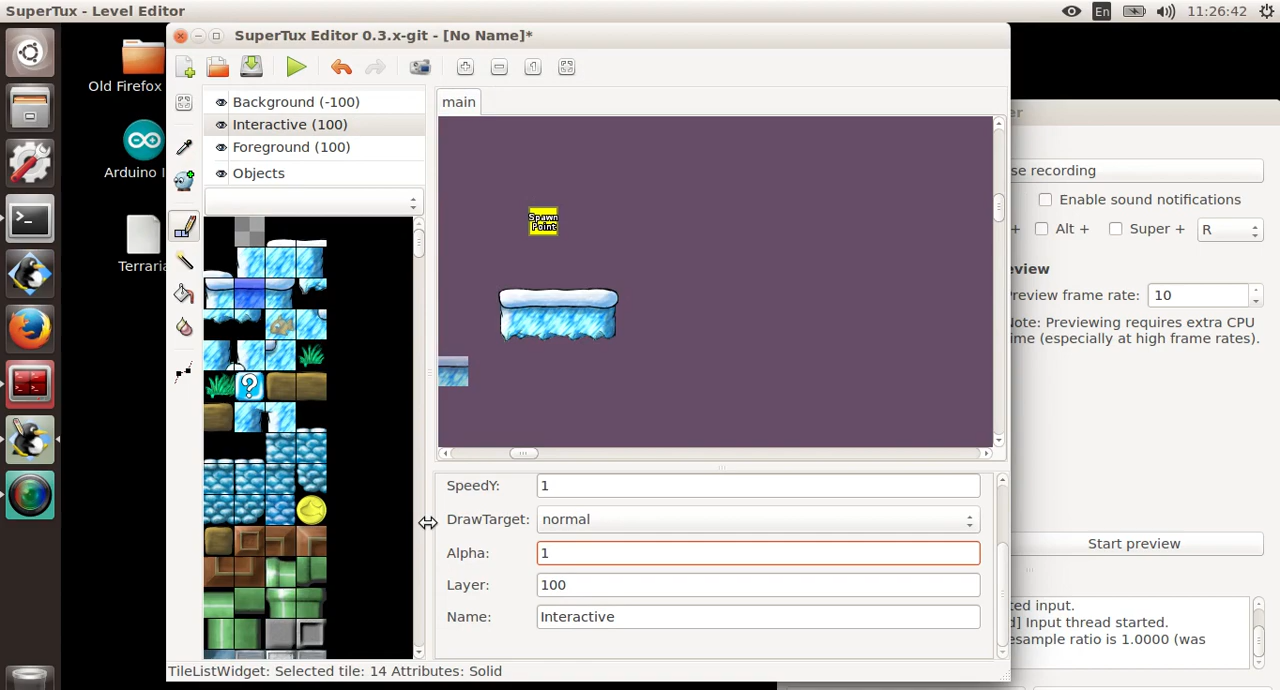 SuperTux - Level Editor
En
11:26:42
Old Firefox
Arduino I
Terraria
SuperTux Editor 0.3.x-git - [No Name]*
Background (-100)
Interactive (100)
Foreground (100)
Objects
main
Spawn
Point
SpeedY:
1
DrawTarget:
normal
Alpha:
1
Layer:
100
Name:
Interactive
TileListWidget: Selected tile: 14 Attributes: Solid
er
se recording
Enable sound notifications
+
Alt +
Super +
R
eview
Preview frame rate:
10
Note: Previewing requires extra CPU
ime (especially at high frame rates).
Start preview
ted input.
d] Input thread started.
esample ratio is 1.0000 (was